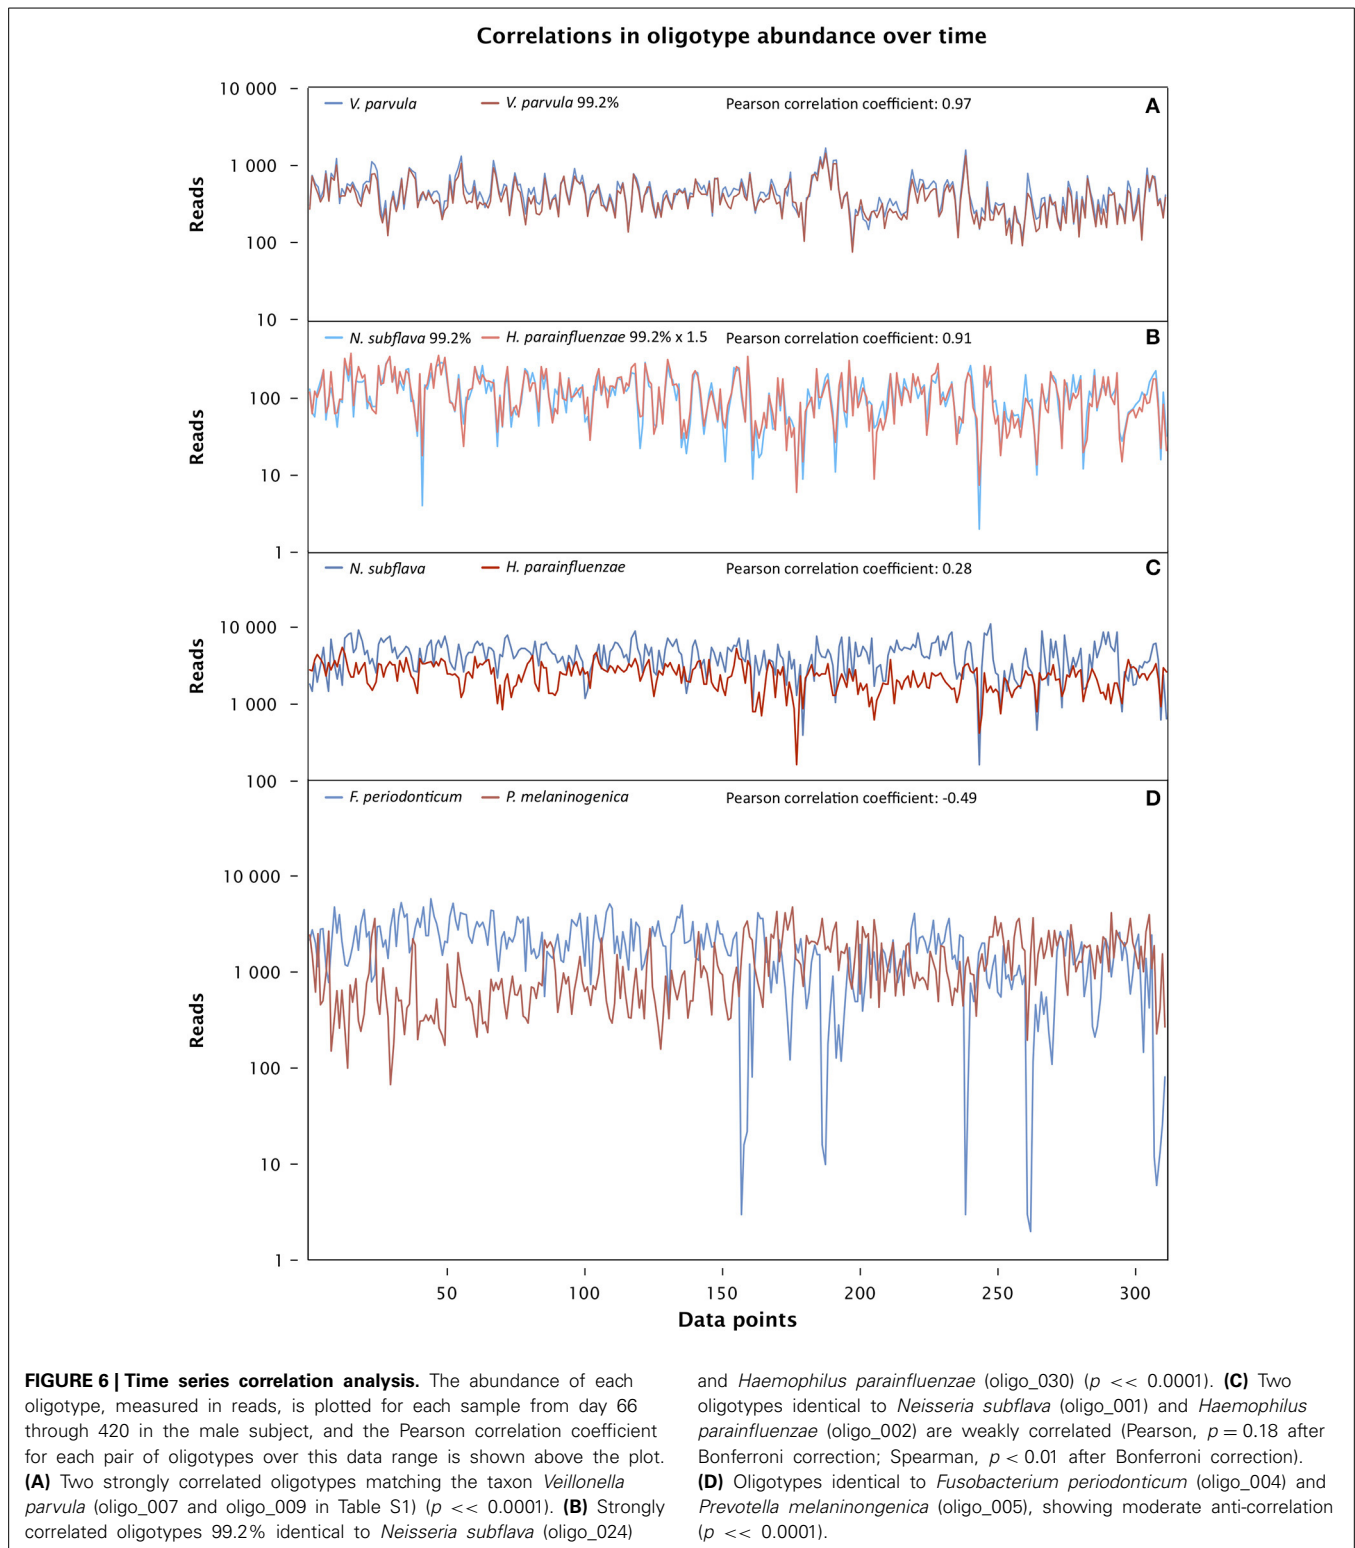 Correlations in oligotype abundance over time
V. parvula
V. parvula 99.2%
Pearson correlation coefficient: 0.97
A
10 000
1 000
100
10
Reads
N. subflava 99.2%
H. parainfluenzae 99.2% x 1.5
Pearson correlation coefficient: 0.91
B
100
10
1
Reads
N. subflava
H. parainfluenzae
Pearson correlation coefficient: 0.28
C
10 000
1 000
100
Reads
F. periodonticum
P. melaninogenica
Pearson correlation coefficient: -0.49
D
10 000
1 000
100
10
1
Reads
50 100 150 200 250 300
Data points
FIGURE 6 | Time series correlation analysis. The abundance of each
oligotype, measured in reads, is plotted for each sample from day 66
through 420 in the male subject, and the Pearson correlation coefficient
for each pair of oligotypes over this data range is shown above the plot.
(A) Two strongly correlated oligotypes matching the taxon Veillonella
parvula (oligo_007 and oligo_009 in Table S1) (p << 0.0001). (B) Strongly
correlated oligotypes 99.2% identical to Neisseria subflava (oligo_024)
and Haemophilus parainfluenzae (oligo_030) (p << 0.0001). (C) Two
oligotypes identical to Neisseria subflava (oligo_001) and Haemophilus
parainfluenzae (oligo_002) are weakly correlated (Pearson, p = 0.18 after
Bonferroni correction; Spearman, p < 0.01 after Bonferroni correction).
(D) Oligotypes identical to Fusobacterium periodonticum (oligo_004) and
Prevotella melaninongenica (oligo_005), showing moderate anti-correlation
(p << 0.0001).